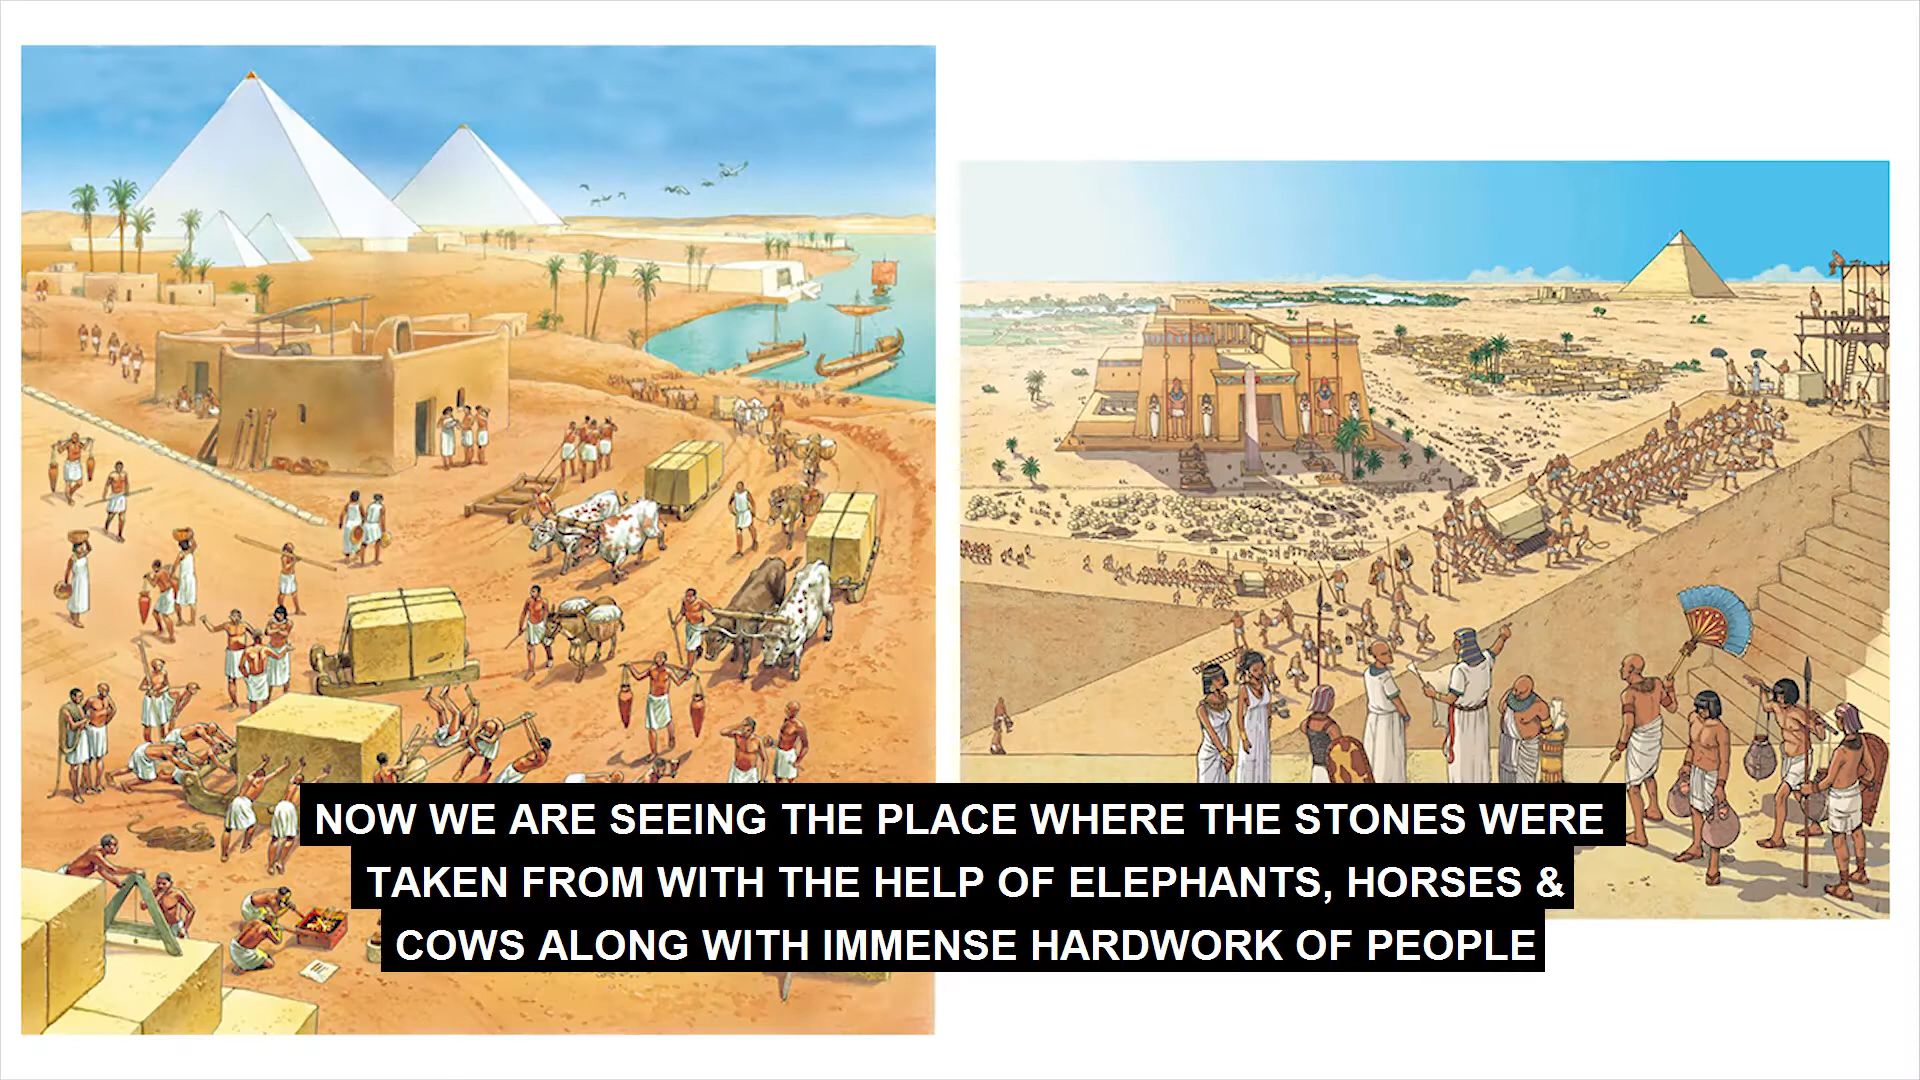 NOW WE ARE SEEING THE PLACE WHERE THE STONES WERE
TAKEN FROM WITH THE HELP OF ELEPHANTS, HORSES &
COWS ALONG WITH IMMENSE HARDWORK OF PEOPLE